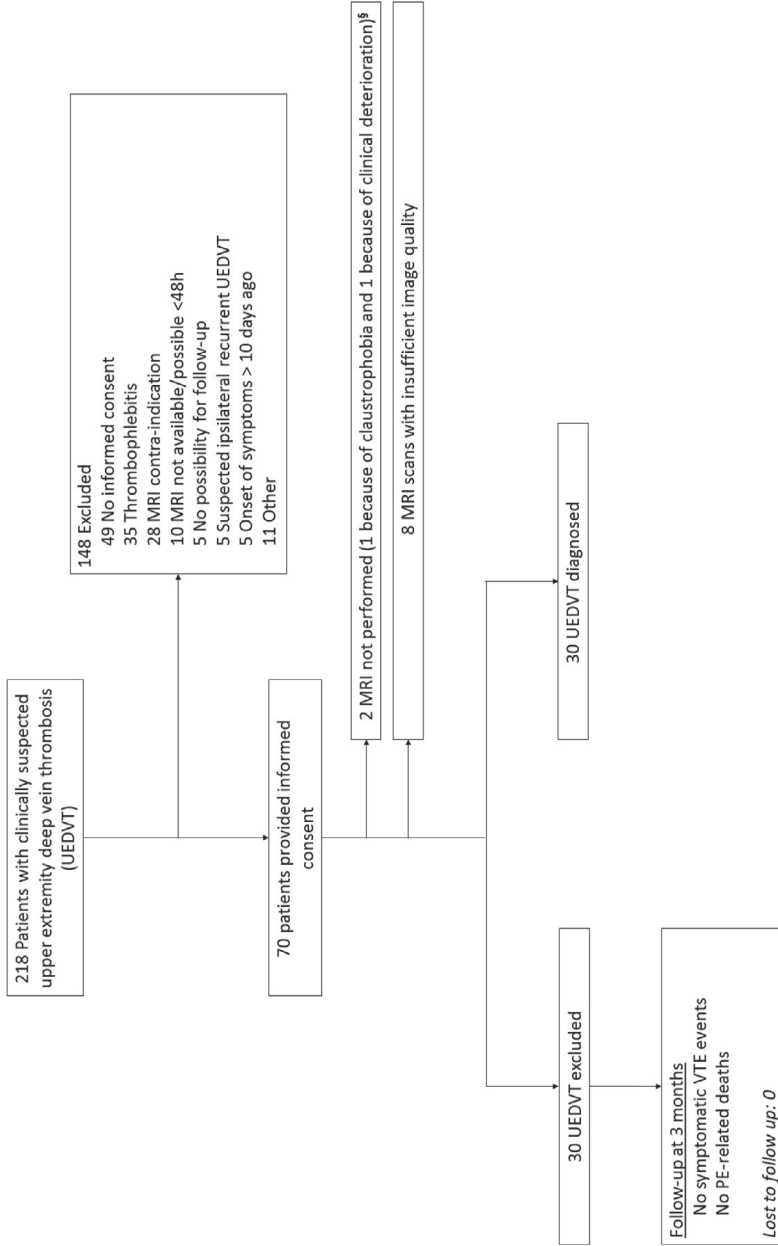 218 Patients with clinically suspected
upper extremity deep vein thrombosis
(UEDVT)
148 Excluded
49 No informed consent
35 Thrombophlebitis
28 MRI contra-indication
10 MRI not available/possible <48h
5 No possibility for follow-up
5 Suspected ipsilateral recurrent UEDVT
5 Onset of symptoms > 10 days ago
11 Other
70 patients provided informed
consent
2 MRI not performed (1 because of claustrophobia and 1 because of clinical deterioration)§
8 MRI scans with insufficient image quality
30 UEDVT excluded
30 UEDVT diagnosed
Follow-up at 3 months
No symptomatic VTE events
No PE-related deaths
Lost to follow up: 0